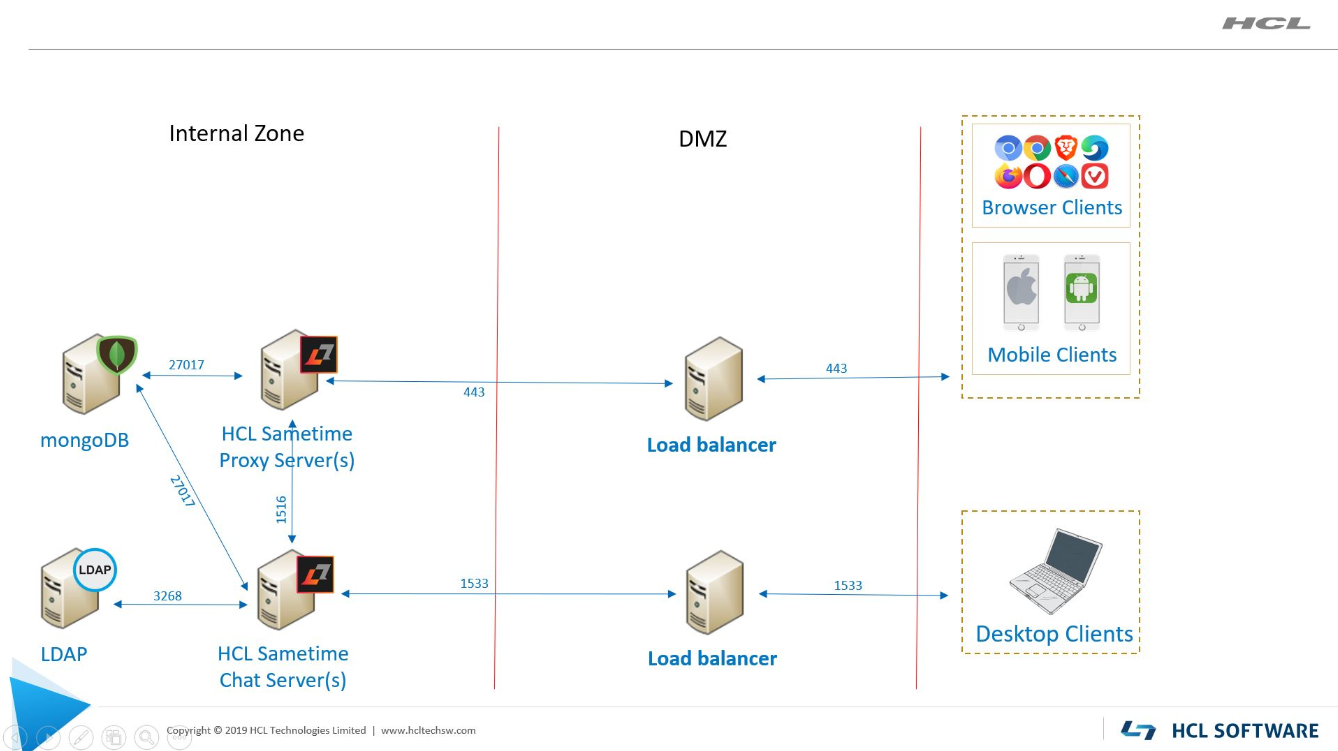 HCL
Internal Zone
DMZ
Browser Clients
Mobile Clients
27017
443
443
mongoDB
HCL Sametime
Proxy Server(s)
Load balancer
27017
1516
LDAP
3268
1533
1533
LDAP
HCL Sametime
Chat Server(s)
Load balancer
Desktop Clients
Copyright © 2019 HCL Technologies Limited | www.hcltechsw.com
HCL SOFTWARE